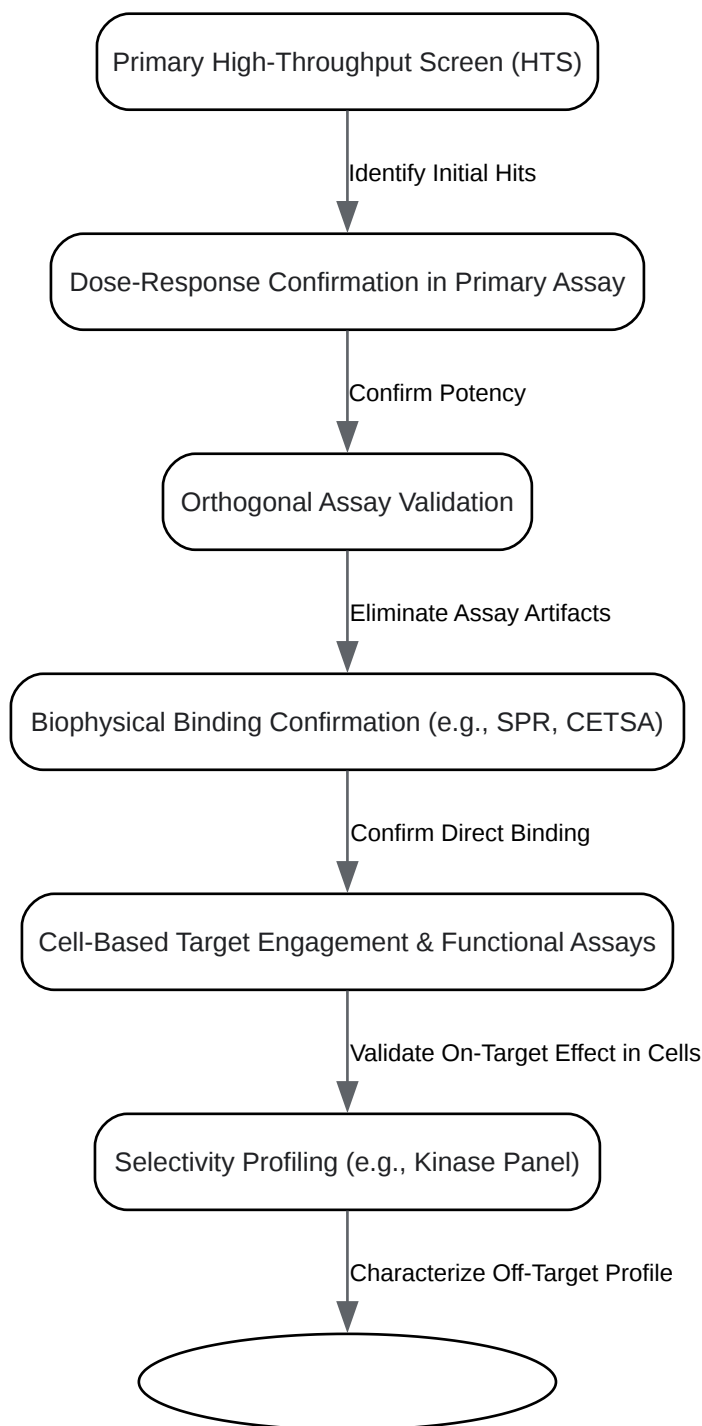 Primary High-Throughput Screen (HTS)
Identify Initial Hits
Dose-Response Confirmation in Primary Assay
Confirm Potency
Orthogonal Assay Validation
Eliminate Assay Artifacts
Biophysical Binding Confirmation (e.g., SPR, CETSA)
Confirm Direct Binding
Cell-Based Target Engagement & Functional Assays
Validate On-Target Effect in Cells
Selectivity Profiling (e.g., Kinase Panel)
Characterize Off-Target Profile